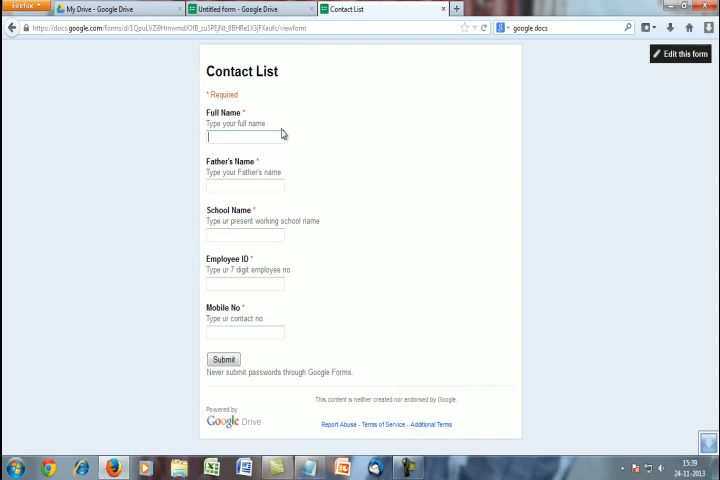 Firefox
My Drive - Google Drive
Untitled form - Google Drive
Contact List
google docs
Edit this form
Contact List
* Required
Full Name *
Type your full name
Father's Name *
Type your Father's name
School Name *
Type ur present working school name
Employee ID *
Type ur 7 digit employee no
Mobile No *
Type ur contact no.
Submit
Never submit passwords through Google Forms.
This content is neither created nor endorsed by Google.
Powered by
Google Drive
Report Abuse - Terms of Service - Additional Terms
15:39
24-11-2013